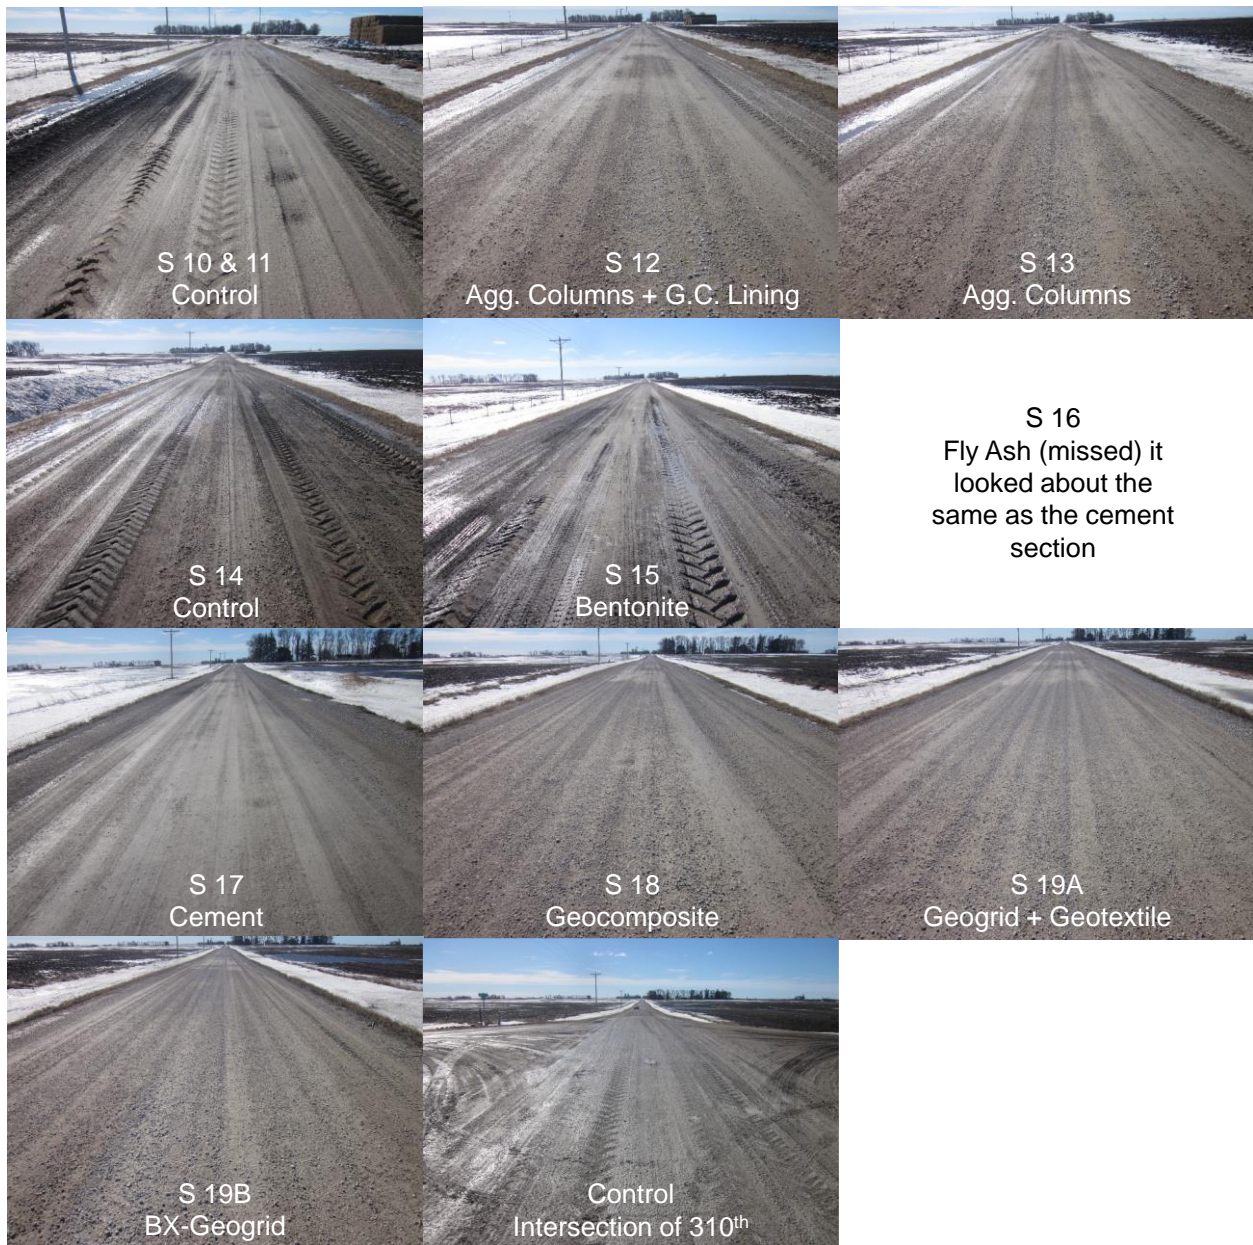 S 10 & 11
Control
S 12
Agg. Columns + G.C. Lining
S 13
Agg. Columns
S 14
Control
S 15
Bentonite
S 16
Fly Ash (missed) it
looked about the
same as the cement
section
S 17
Cement
S 18
Geocomposite
S 19A
Geogrid + Geotextile
S 19B
BX-Geogrid
Control
Intersection of 310th